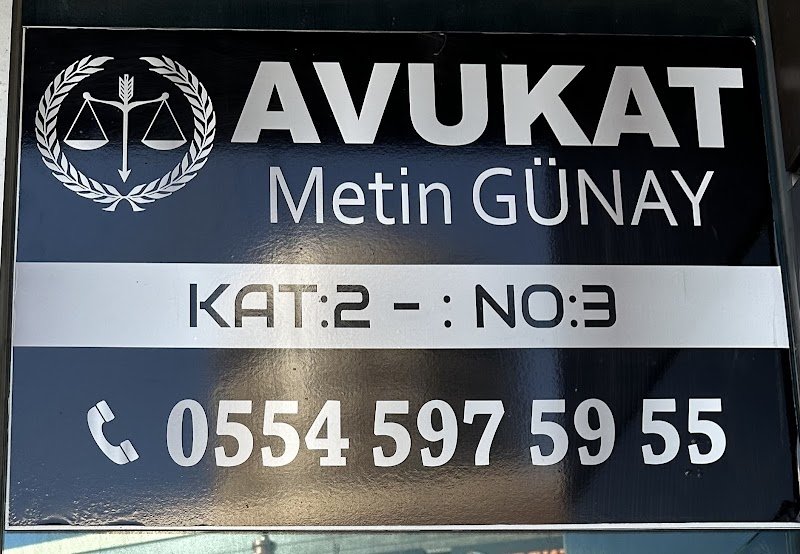 AVUKAT
Metin GÜNAY
KAT:2 - : NO:3
0554 597 59 55